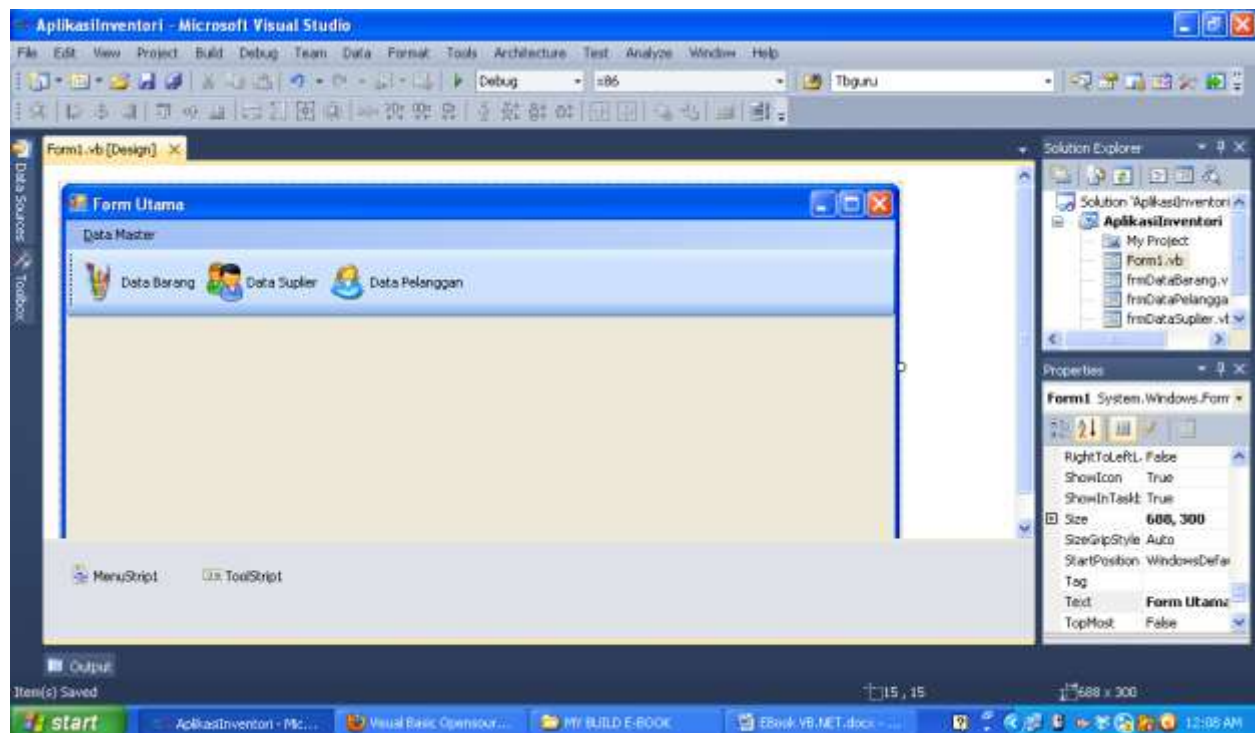 AplikasiInventori - Microsoft Visual Studio
File Edit View Project Build Debug Team Data Format Tools Architecture Test Analyze Window Help
Debug x86 Tbguru
Form1.vb [Design]
Data Sources
Toolbox
Form Utama
Data Master
Data Barang Data Suplier Data Pelanggan
MenuStrip1 ToolStrip1
Solution Explorer
Solution 'AplikasiInventori
AplikasiInventori
My Project
Form1.vb
frmDataBarang.v
frmDataPelangga
frmDataSuplier.vt
Properties
Form1 System.Windows.Form
RightToLeftL False
ShowIcon True
ShowInTaskb True
Size 688, 300
SizeGripStyle Auto
StartPosition WindowsDefau
Tag
Text Form Utama
TopMost False
Output
Item(s) Saved 15 , 15 688 x 300
start AplikasiInventori - Mic... Visual Basic Opensour... MY BUILD E-BOOK EBook VB.NET.docx - ... 12:08 AM